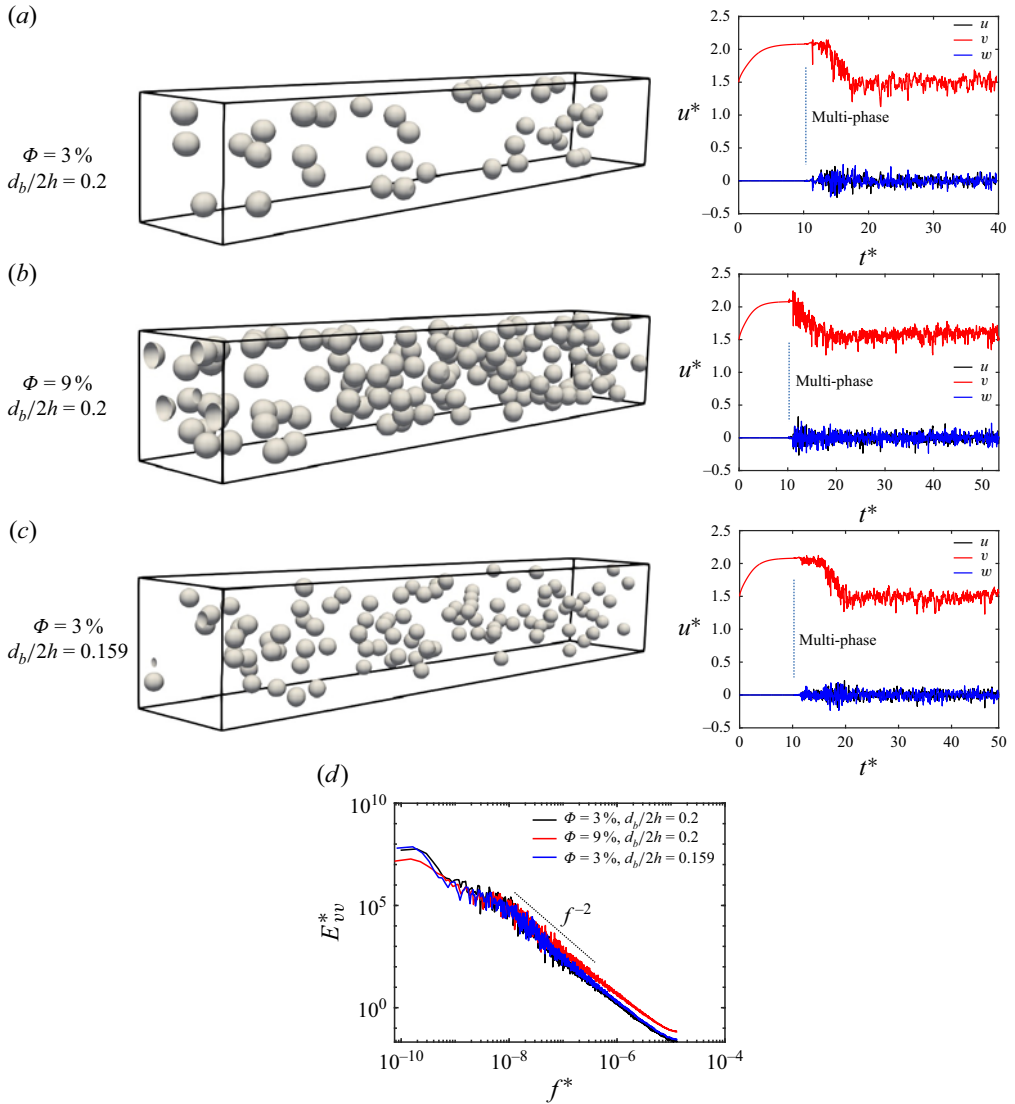 (a)
Φ = 3 %
d_b/2h = 0.2
2.5
2.0
1.5
1.0
0.5
0
−0.5
u*
u
v
w
Multi-phase
0 10 20 30 40
t*
(b)
Φ = 9 %
d_b/2h = 0.2
2.5
2.0
1.5
1.0
0.5
0
−0.5
u*
u
v
w
Multi-phase
0 10 20 30 40 50
t*
(c)
Φ = 3 %
d_b/2h = 0.159
2.5
2.0
1.5
1.0
0.5
0
−0.5
u*
u
v
w
Multi-phase
0 10 20 30 40 50
t*
(d)
10^10
10^5
10^0
E*_vv
Φ = 3 %, d_b/2h = 0.2
Φ = 9 %, d_b/2h = 0.2
Φ = 3 %, d_b/2h = 0.159
f^−2
10^−10 10^−8 10^−6 10^−4
f*